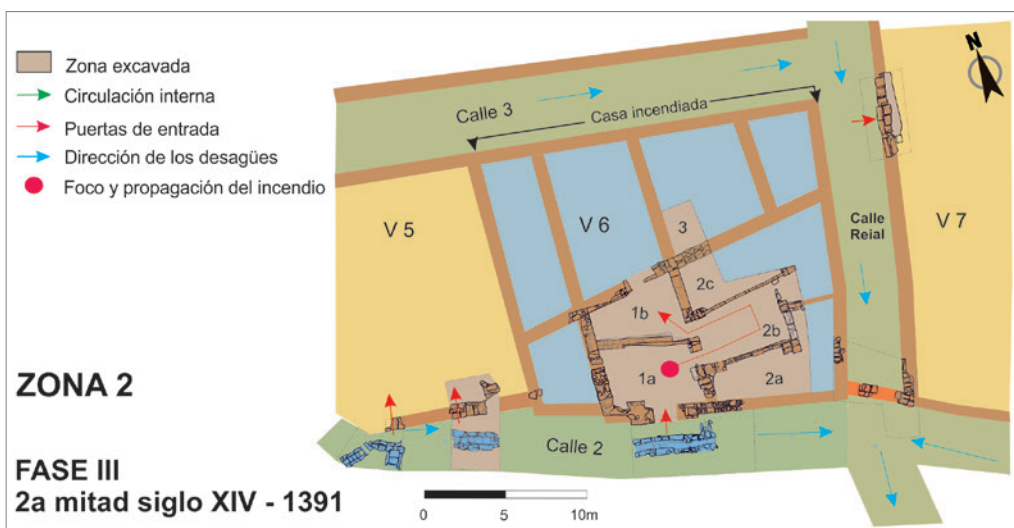 Zona excavada
Circulación interna
Puertas de entrada
Dirección de los desagües
Foco y propagación del incendio
N
Calle 3
Casa incendiada
V 5
V 6
Calle
Reial
V 7
3
2c
1b
2b
1a
2a
ZONA 2
Calle 2
FASE III
2a mitad siglo XIV - 1391
0 5 10m